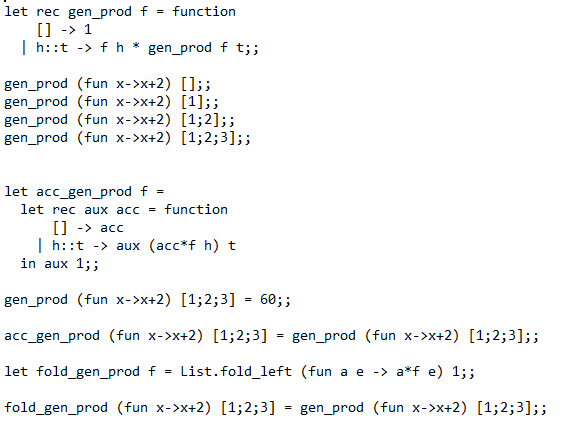 let rec gen_prod f = function
    [] -> 1
  | h::t -> f h * gen_prod f t;;

gen_prod (fun x->x+2) [];;
gen_prod (fun x->x+2) [1];;
gen_prod (fun x->x+2) [1;2];;
gen_prod (fun x->x+2) [1;2;3];;


let acc_gen_prod f =
  let rec aux acc = function
      [] -> acc
    | h::t -> aux (acc*f h) t
  in aux 1;;

gen_prod (fun x->x+2) [1;2;3] = 60;;

acc_gen_prod (fun x->x+2) [1;2;3] = gen_prod (fun x->x+2) [1;2;3];;

let fold_gen_prod f = List.fold_left (fun a e -> a*f e) 1;;

fold_gen_prod (fun x->x+2) [1;2;3] = gen_prod (fun x->x+2) [1;2;3];;